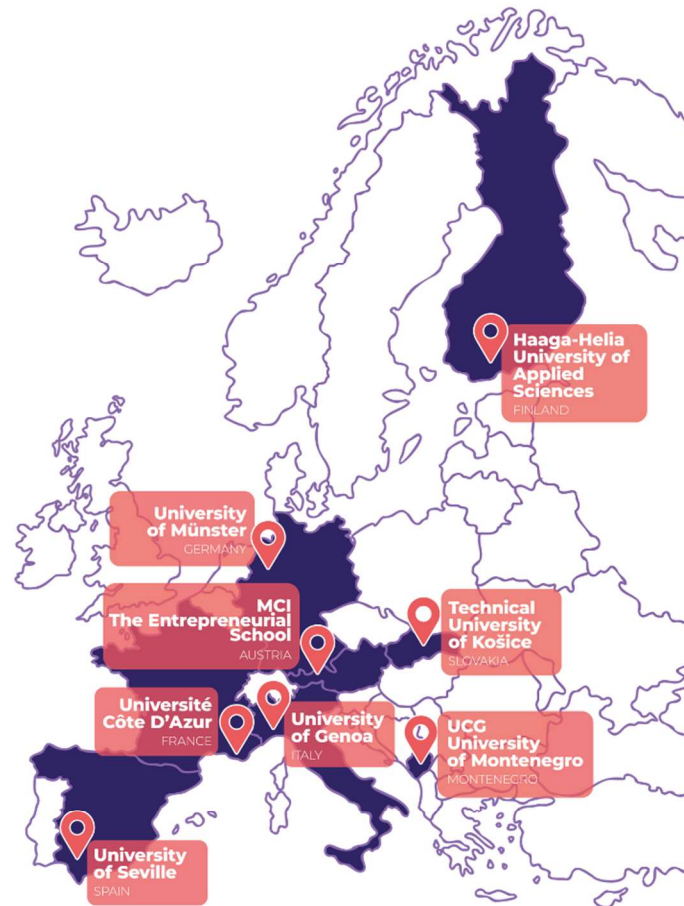 Haaga-Helia
University of
Applied
Sciences
FINLAND
University
of Münster
GERMANY
MCI
The Entrepreneurial
School
AUSTRIA
Technical
University
of Košice
SLOVAKIA
Université
Côte D'Azur
FRANCE
University
of Genoa
ITALY
UCG
University
of Montenegro
MONTENEGRO
University
of Seville
SPAIN